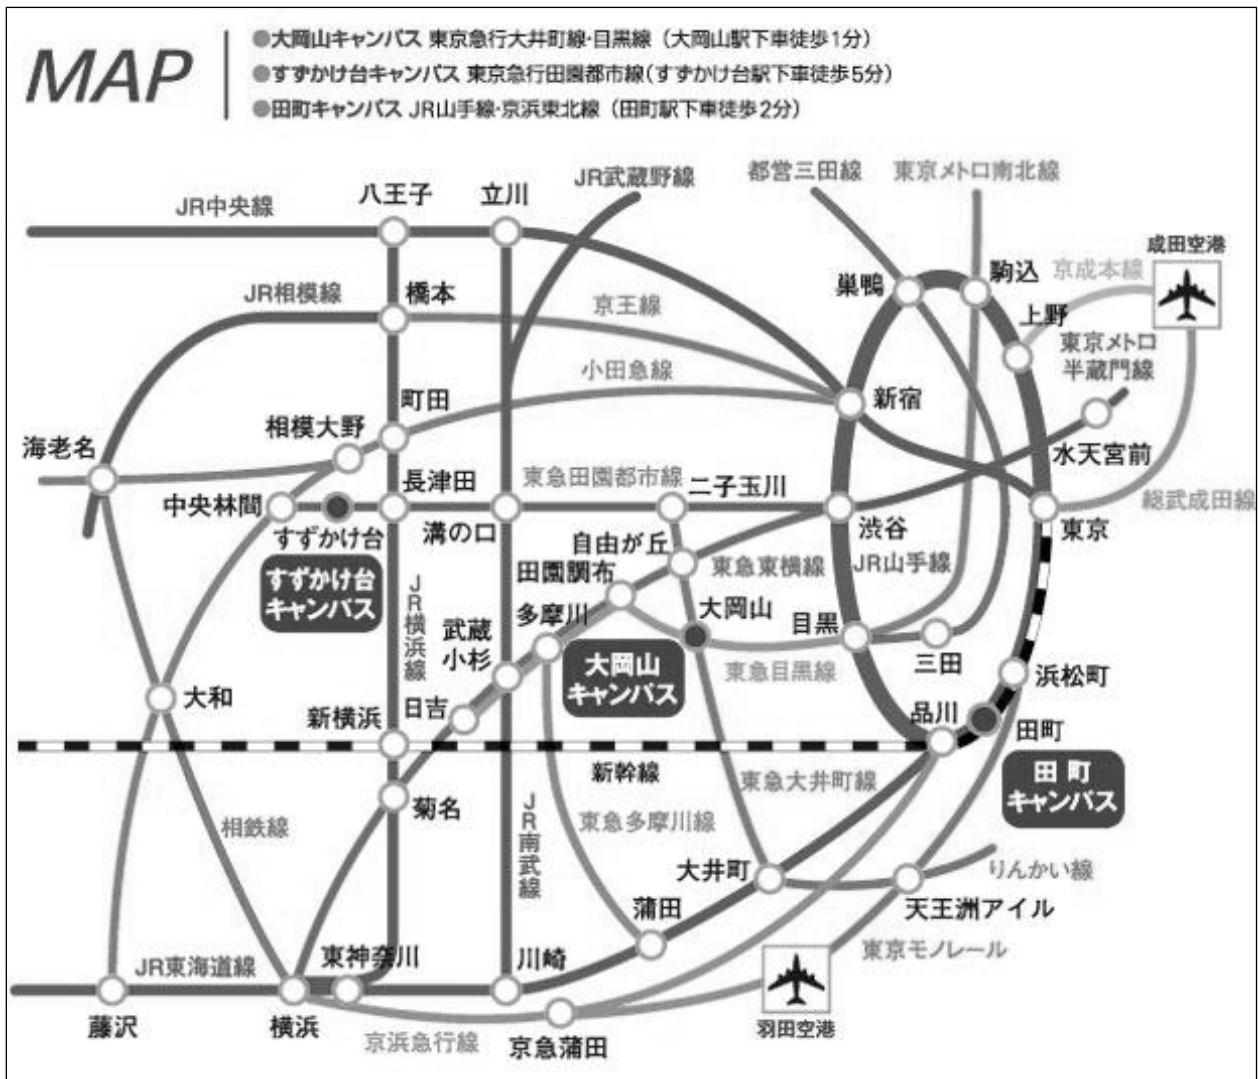 MAP
●大岡山キャンパス 東京急行大井町線・目黒線（大岡山駅下車徒歩1分）
●すずかけ台キャンパス 東京急行田園都市線（すずかけ台駅下車徒歩5分）
●田町キャンパス JR山手線・京浜東北線（田町駅下車徒歩2分）
JR武蔵野線
都営三田線
東京メトロ南北線
八王子
立川
JR中央線
成田空港
京成本線
駒込
巣鴨
橋本
JR相模線
京王線
上野
東京メトロ
半蔵門線
小田急線
新宿
町田
相模大野
海老名
水天宮前
東急田園都市線
二子玉川
長津田
中央林間
総武成田線
すずかけ台
溝の口
渋谷
東京
自由が丘
東急東横線
JR山手線
田園調布
すずかけ台
キャンパス
JR横浜線
多摩川
大岡山
目黒
武蔵
小杉
三田
大岡山
キャンパス
東急目黒線
浜松町
大和
日吉
新横浜
品川
田町
新幹線
東急大井町線
田町
キャンパス
菊名
JR南武線
東急多摩川線
相鉄線
大井町
りんかい線
蒲田
天王洲アイル
東京モノレール
東神奈川
川崎
JR東海道線
藤沢
横浜
京浜急行線
京急蒲田
羽田空港